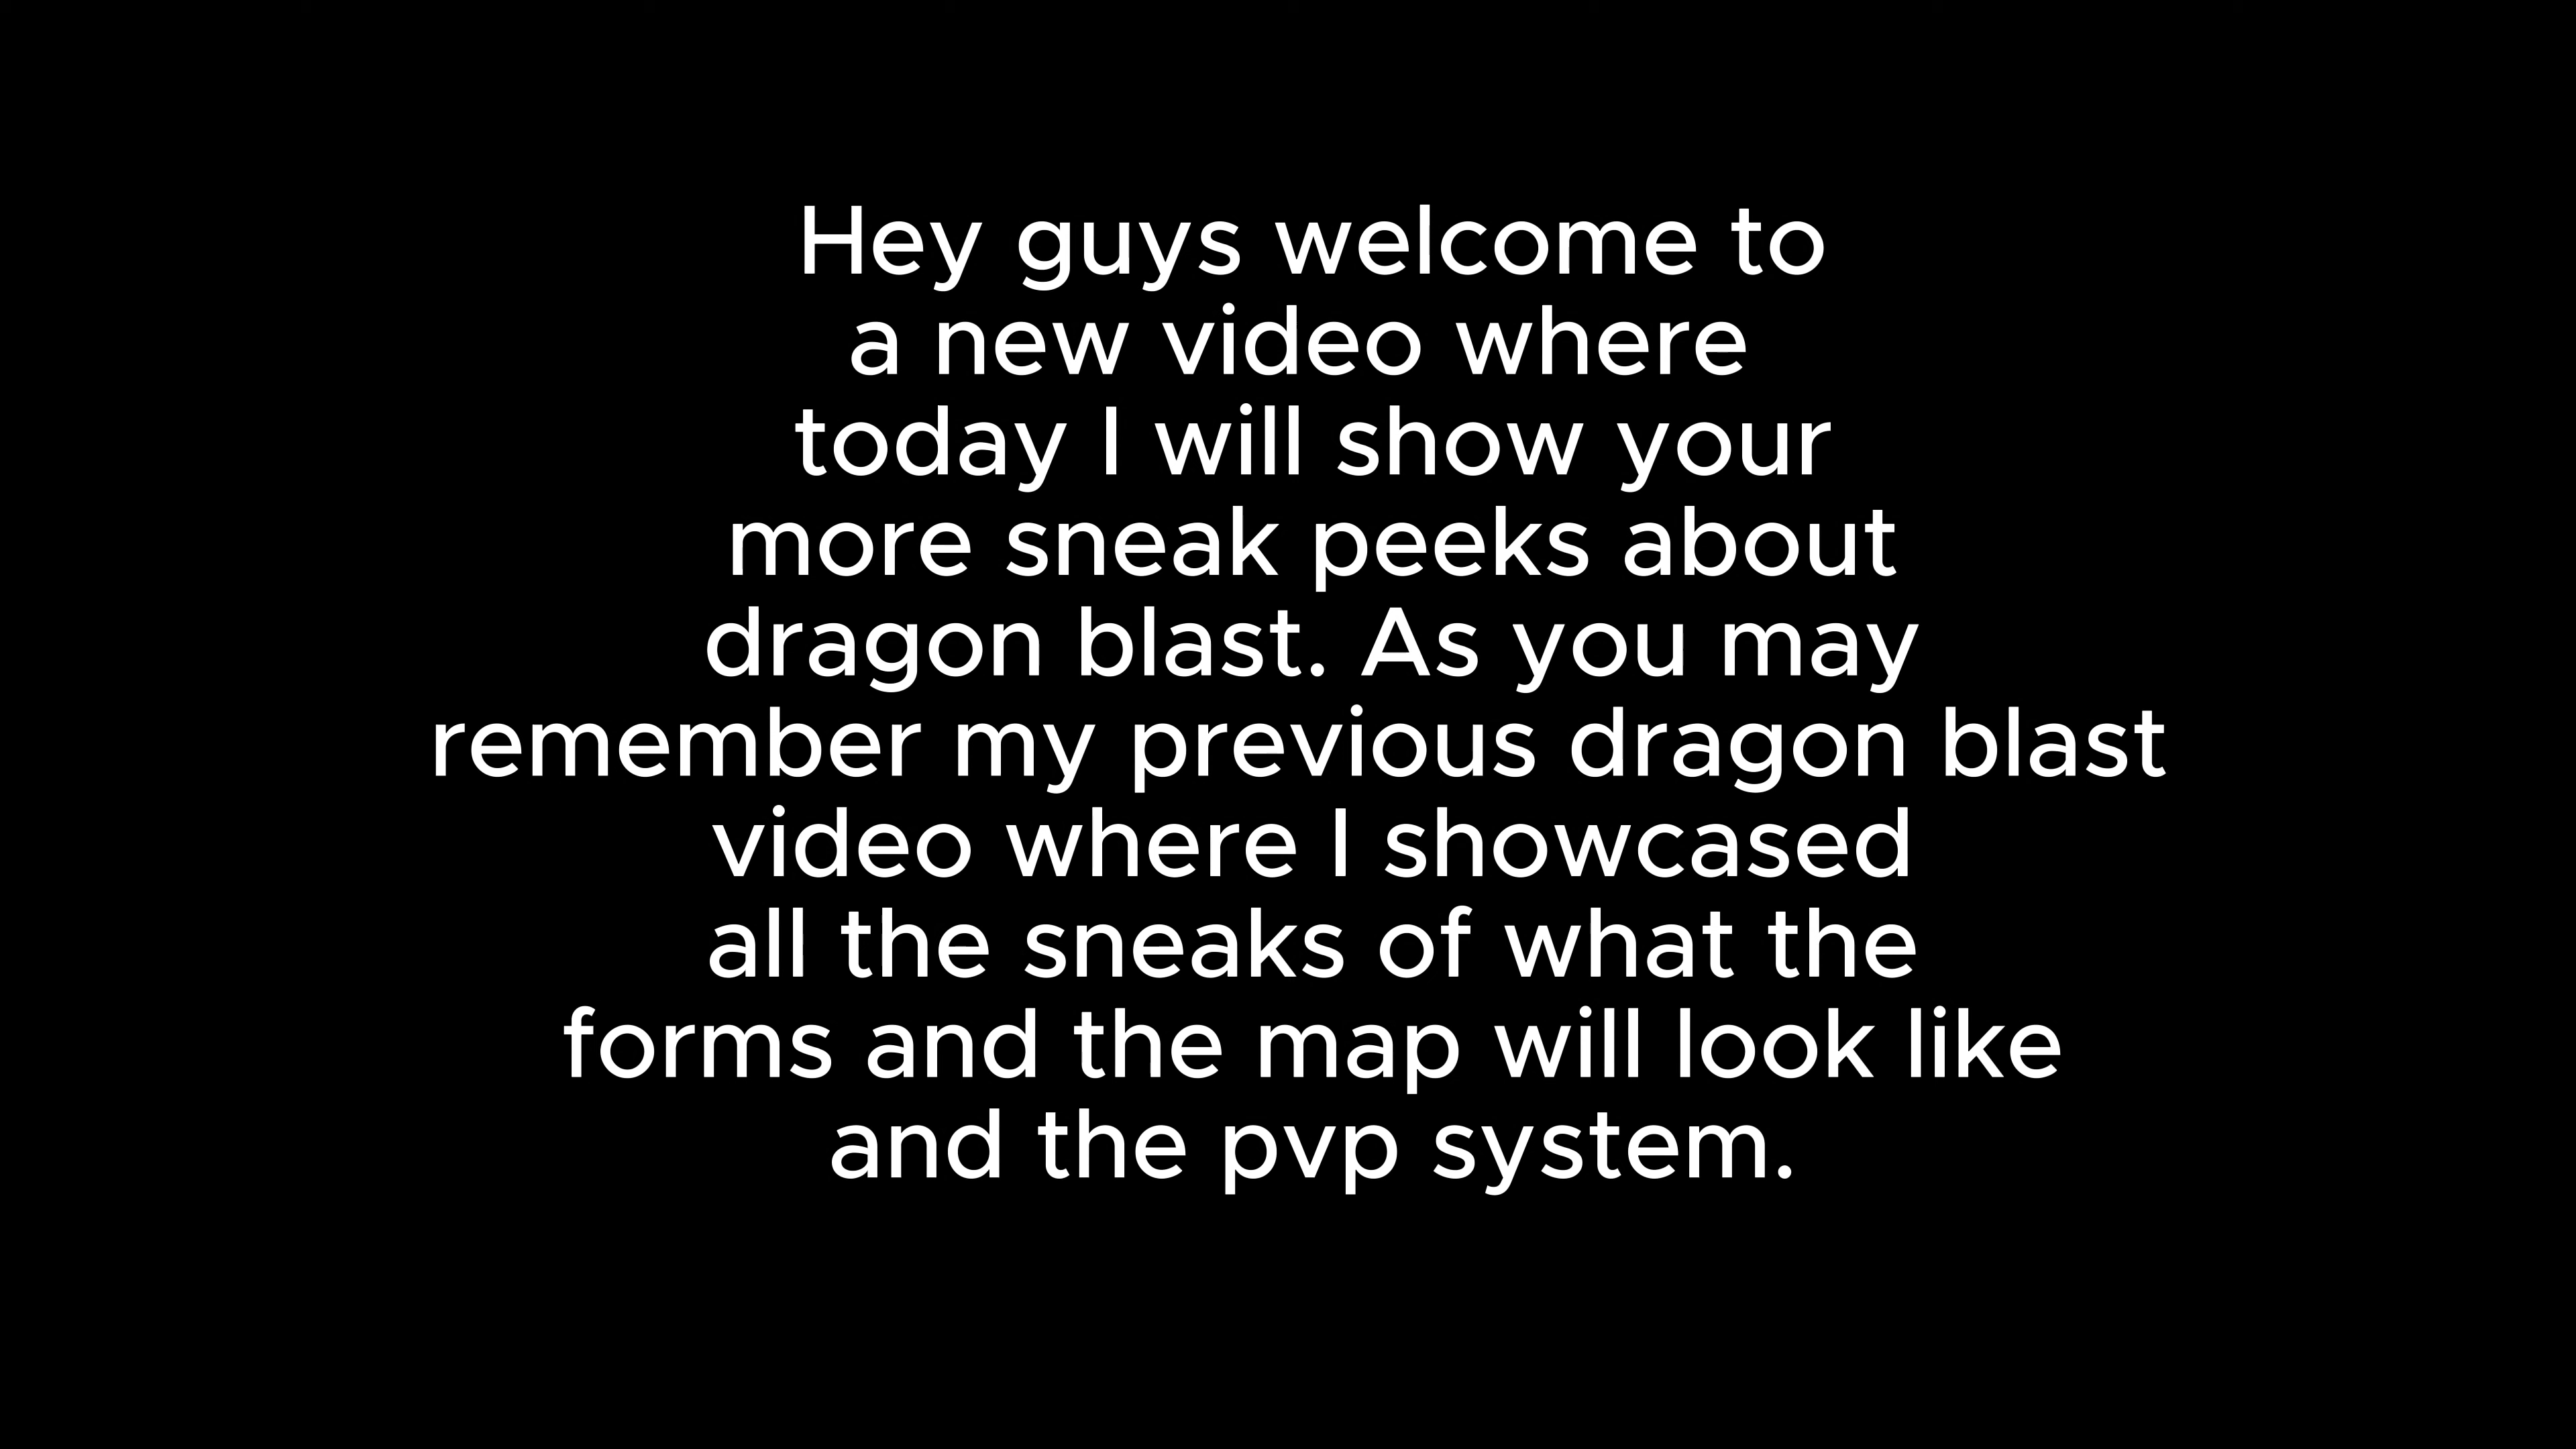 Hey guys welcome to
a new video where
today I will show your
more sneak peeks about
dragon blast. As you may
remember my previous dragon blast
video where I showcased
all the sneaks of what the
forms and the map will look like
and the pvp system.